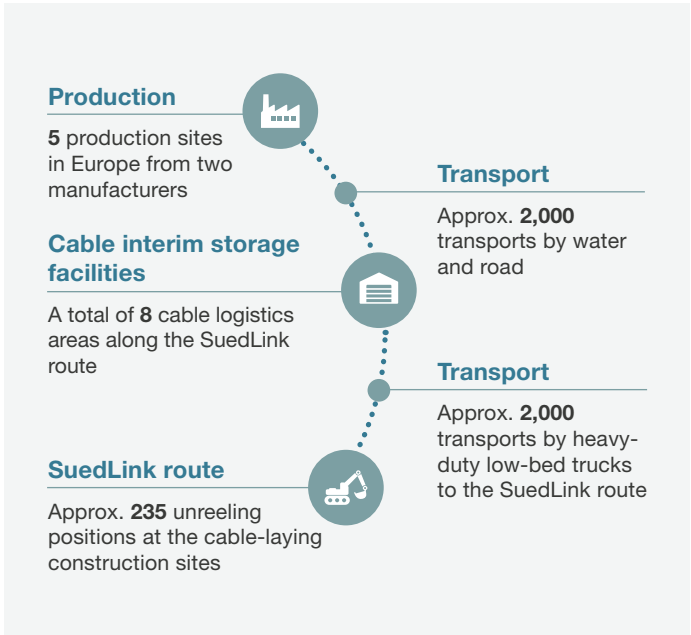 Production
5 production sites
in Europe from two
manufacturers
Transport
Approx. 2,000
transports by water
and road
Cable interim storage
facilities
A total of 8 cable logistics
areas along the SuedLink
route
Transport
Approx. 2,000
transports by heavy-
duty low-bed trucks
to the SuedLink route
SuedLink route
Approx. 235 unreeling
positions at the cable-laying
construction sites